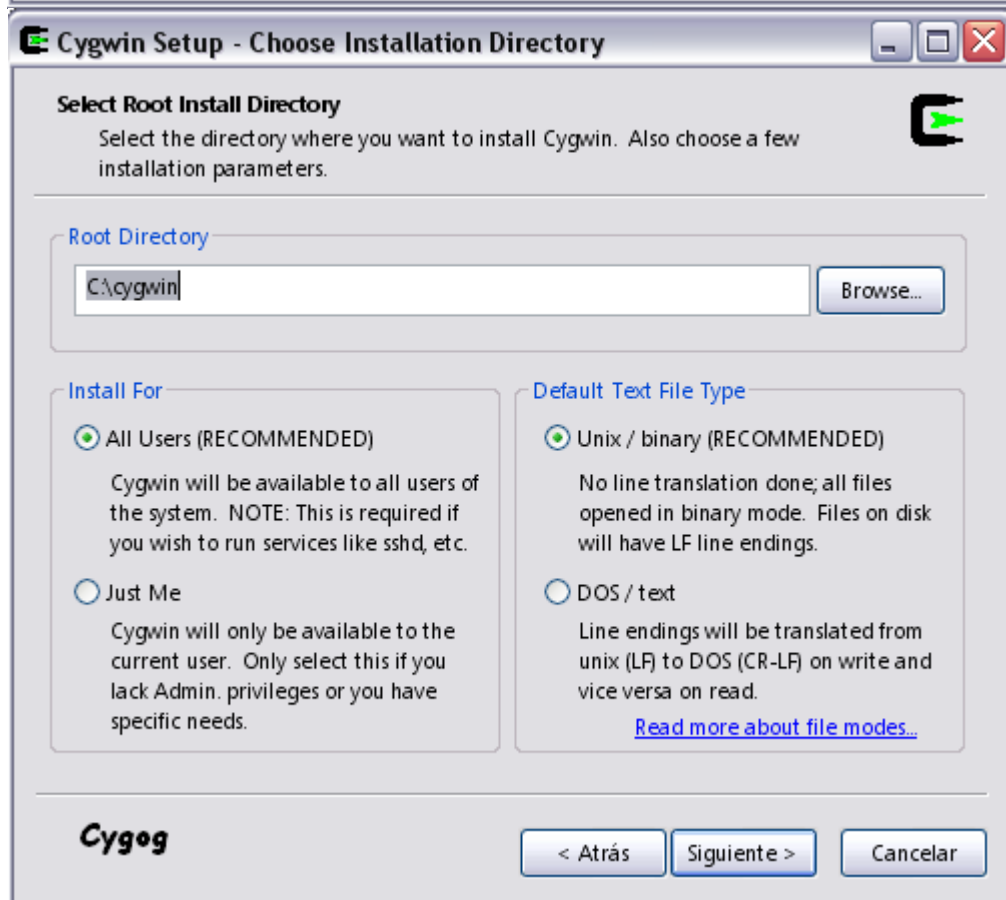 Cygwin Setup - Choose Installation Directory
Select Root Install Directory
Select the directory where you want to install Cygwin. Also choose a few
installation parameters.
Root Directory
C:\cygwin
Browse...
Install For
All Users (RECOMMENDED)
Cygwin will be available to all users of
the system. NOTE: This is required if
you wish to run services like sshd, etc.
Just Me
Cygwin will only be available to the
current user. Only select this if you
lack Admin. privileges or you have
specific needs.
Default Text File Type
Unix / binary (RECOMMENDED)
No line translation done; all files
opened in binary mode. Files on disk
will have LF line endings.
DOS / text
Line endings will be translated from
unix (LF) to DOS (CR-LF) on write and
vice versa on read.
Read more about file modes...
Cygog
< Atrás
Siguiente >
Cancelar